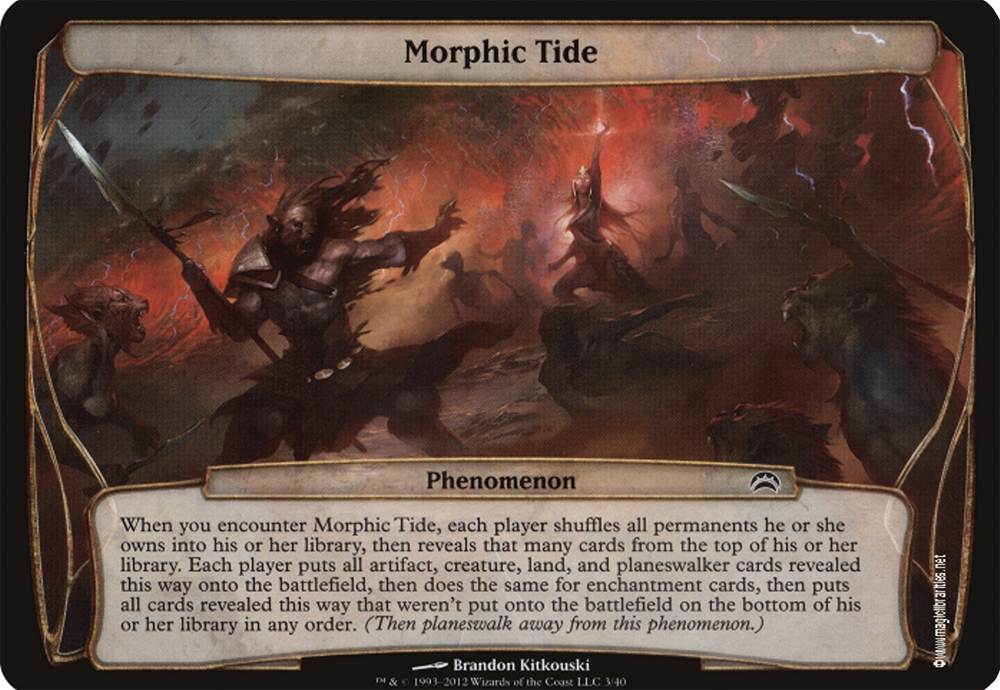 Morphic Tide
Phenomenon
When you encounter Morphic Tide, each player shuffles all permanents he or she
owns into his or her library, then reveals that many cards from the top of his or her
library. Each player puts all artifact, creature, land, and planeswalker cards revealed
this way onto the battlefield, then does the same for enchantment cards, then puts
all cards revealed this way that weren't put onto the battlefield on the bottom of his
or her library in any order. (Then planeswalk away from this phenomenon.)
Brandon Kitkouski
™ & © 1993–2012 Wizards of the Coast LLC 3/40
© www.magiclibrarities.net